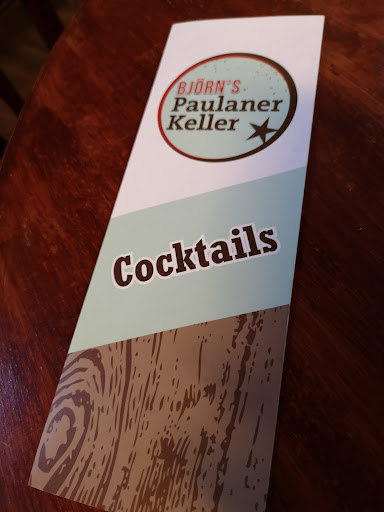 BJÖRN'S
Paulaner
Keller
Cocktails